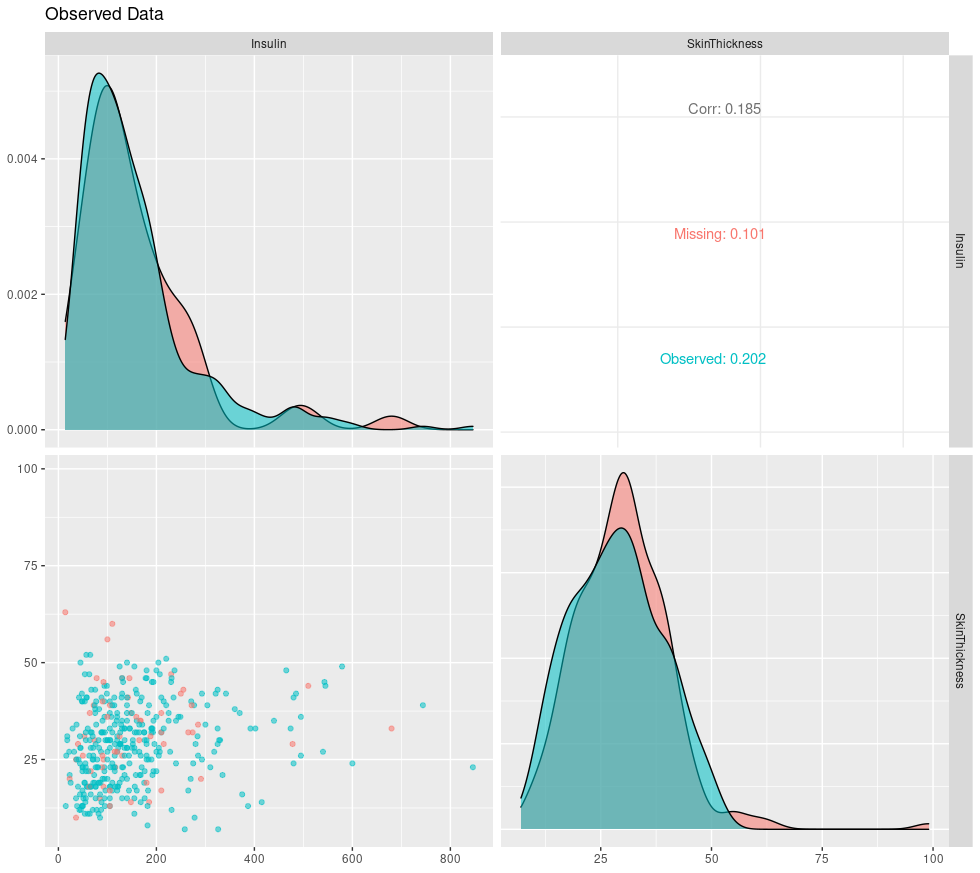 Observed Data
Insulin
SkinThickness
0.004
0.002
0.000
Corr: 0.185
Missing: 0.101
Observed: 0.202
Insulin
100
75
50
25
SkinThickness
0
200
400
600
800
25
50
75
100